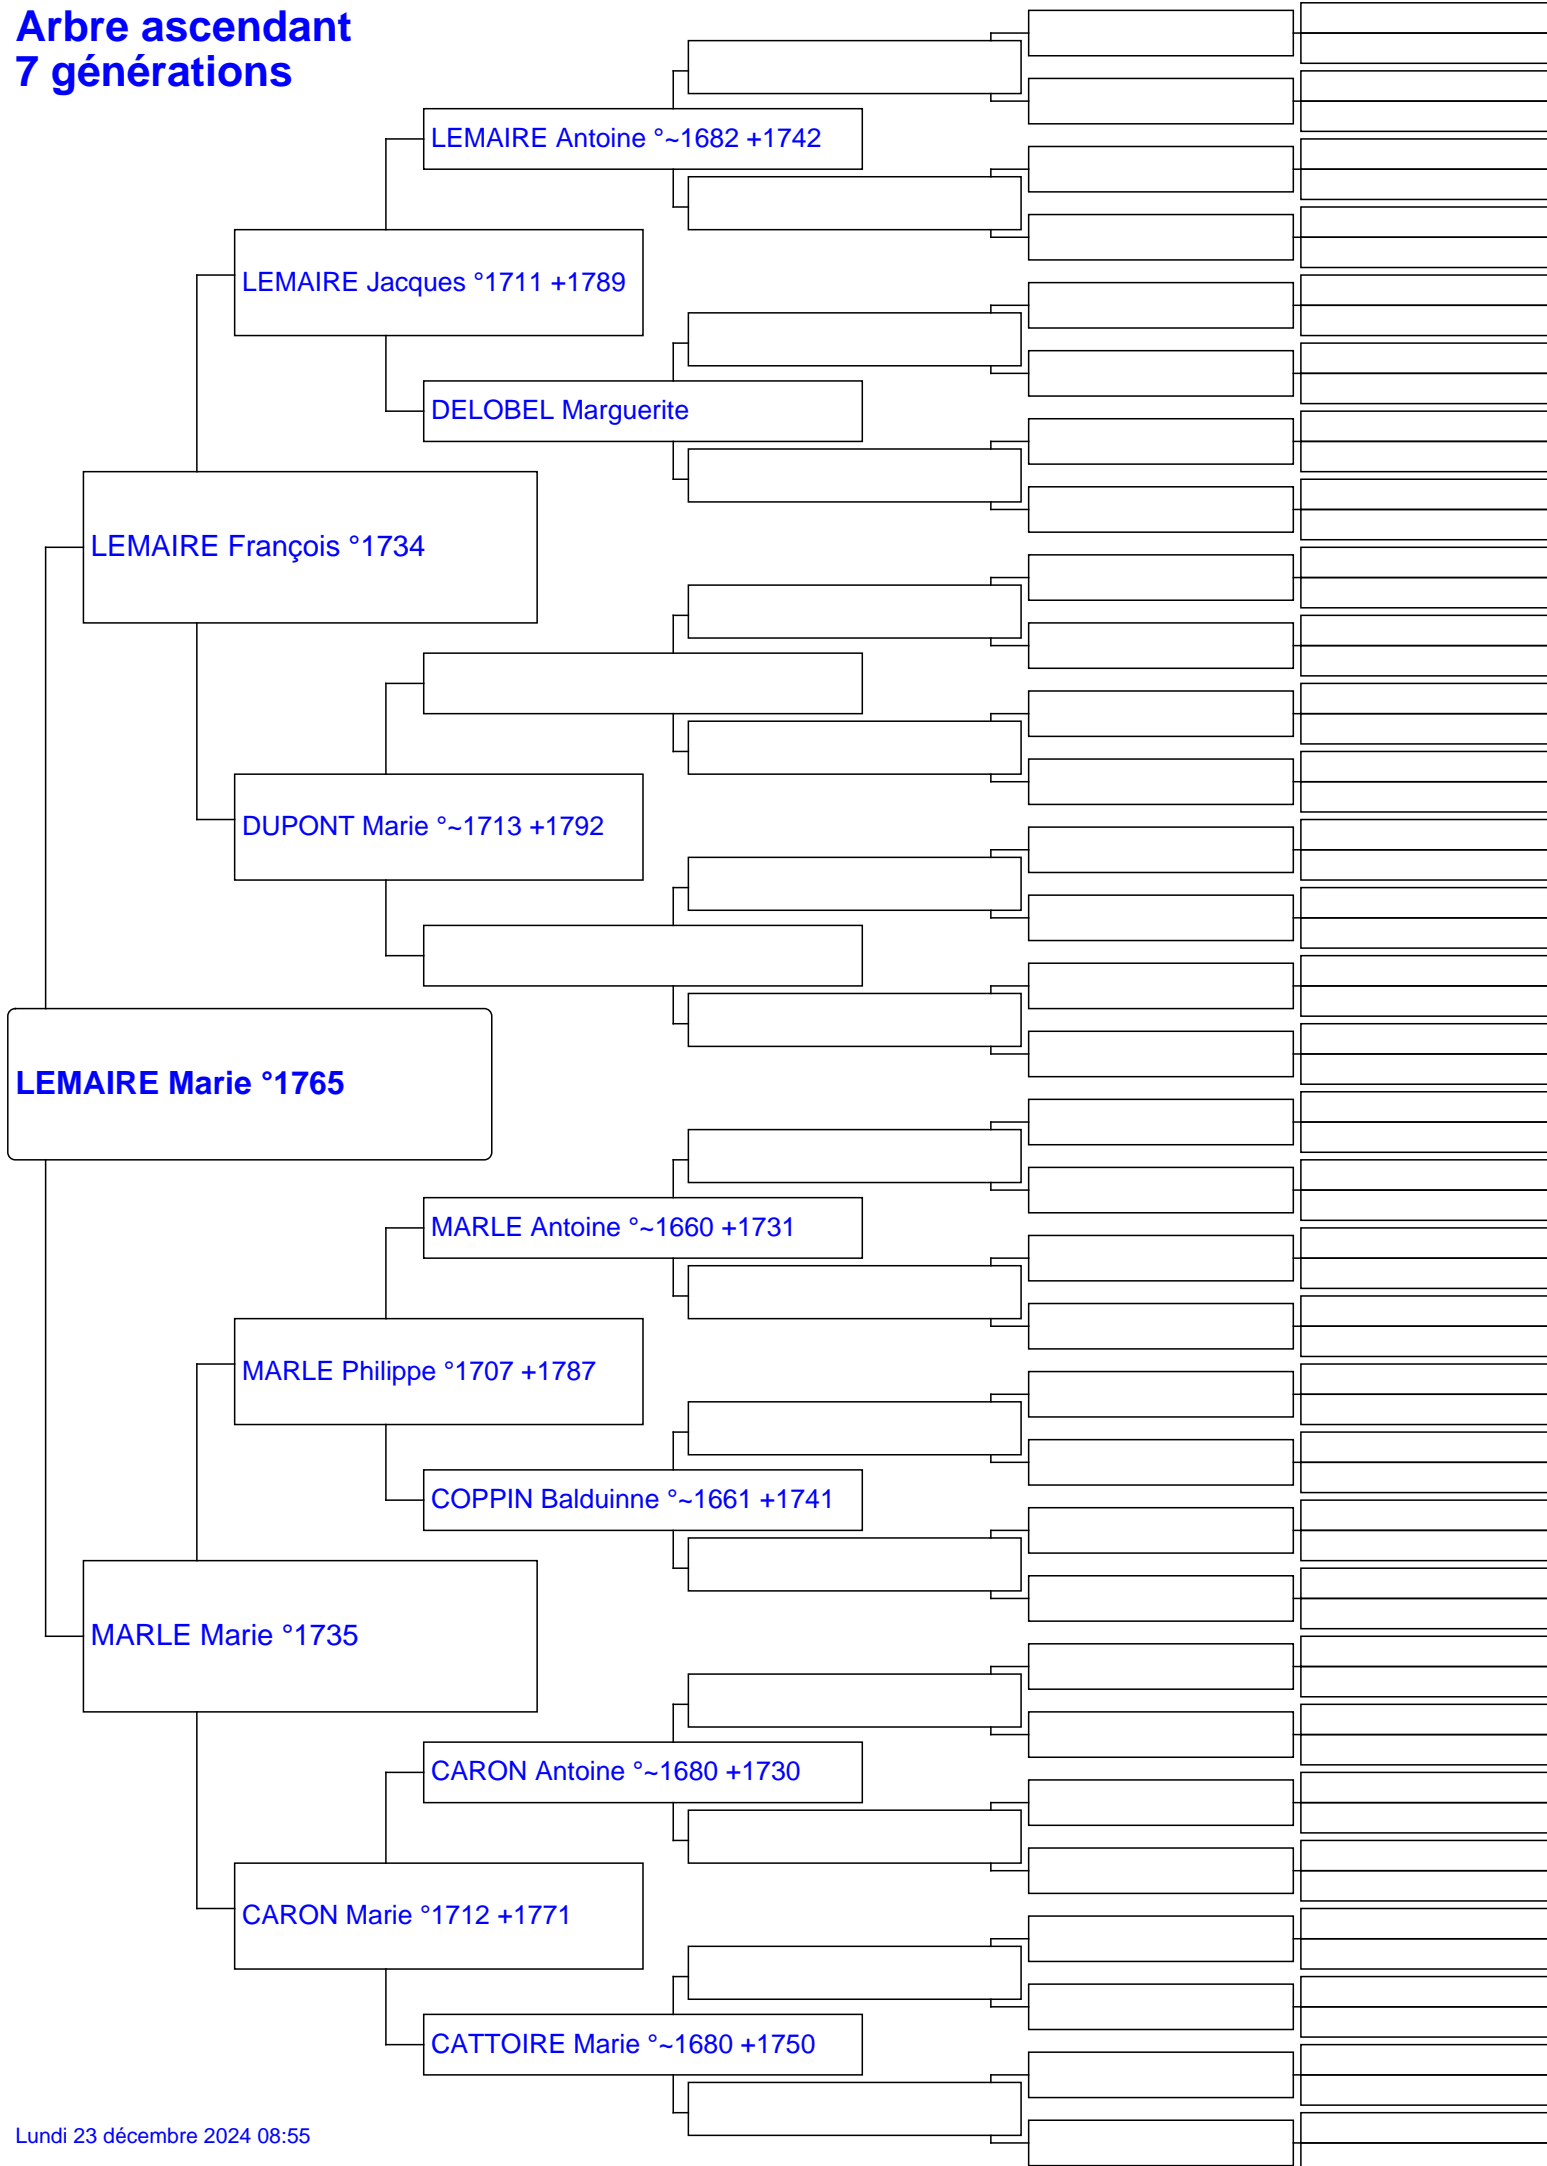 Arbre ascendant
7 générations
LEMAIRE Antoine °~1682 +1742
LEMAIRE Jacques °1711 +1789
DELOBEL Marguerite
LEMAIRE François °1734
DUPONT Marie °~1713 +1792
LEMAIRE Marie °1765
MARLE Antoine °~1660 +1731
MARLE Philippe °1707 +1787
COPPIN Balduinne °~1661 +1741
MARLE Marie °1735
CARON Antoine °~1680 +1730
CARON Marie °1712 +1771
CATTOIRE Marie °~1680 +1750
Lundi 23 décembre 2024 08:55